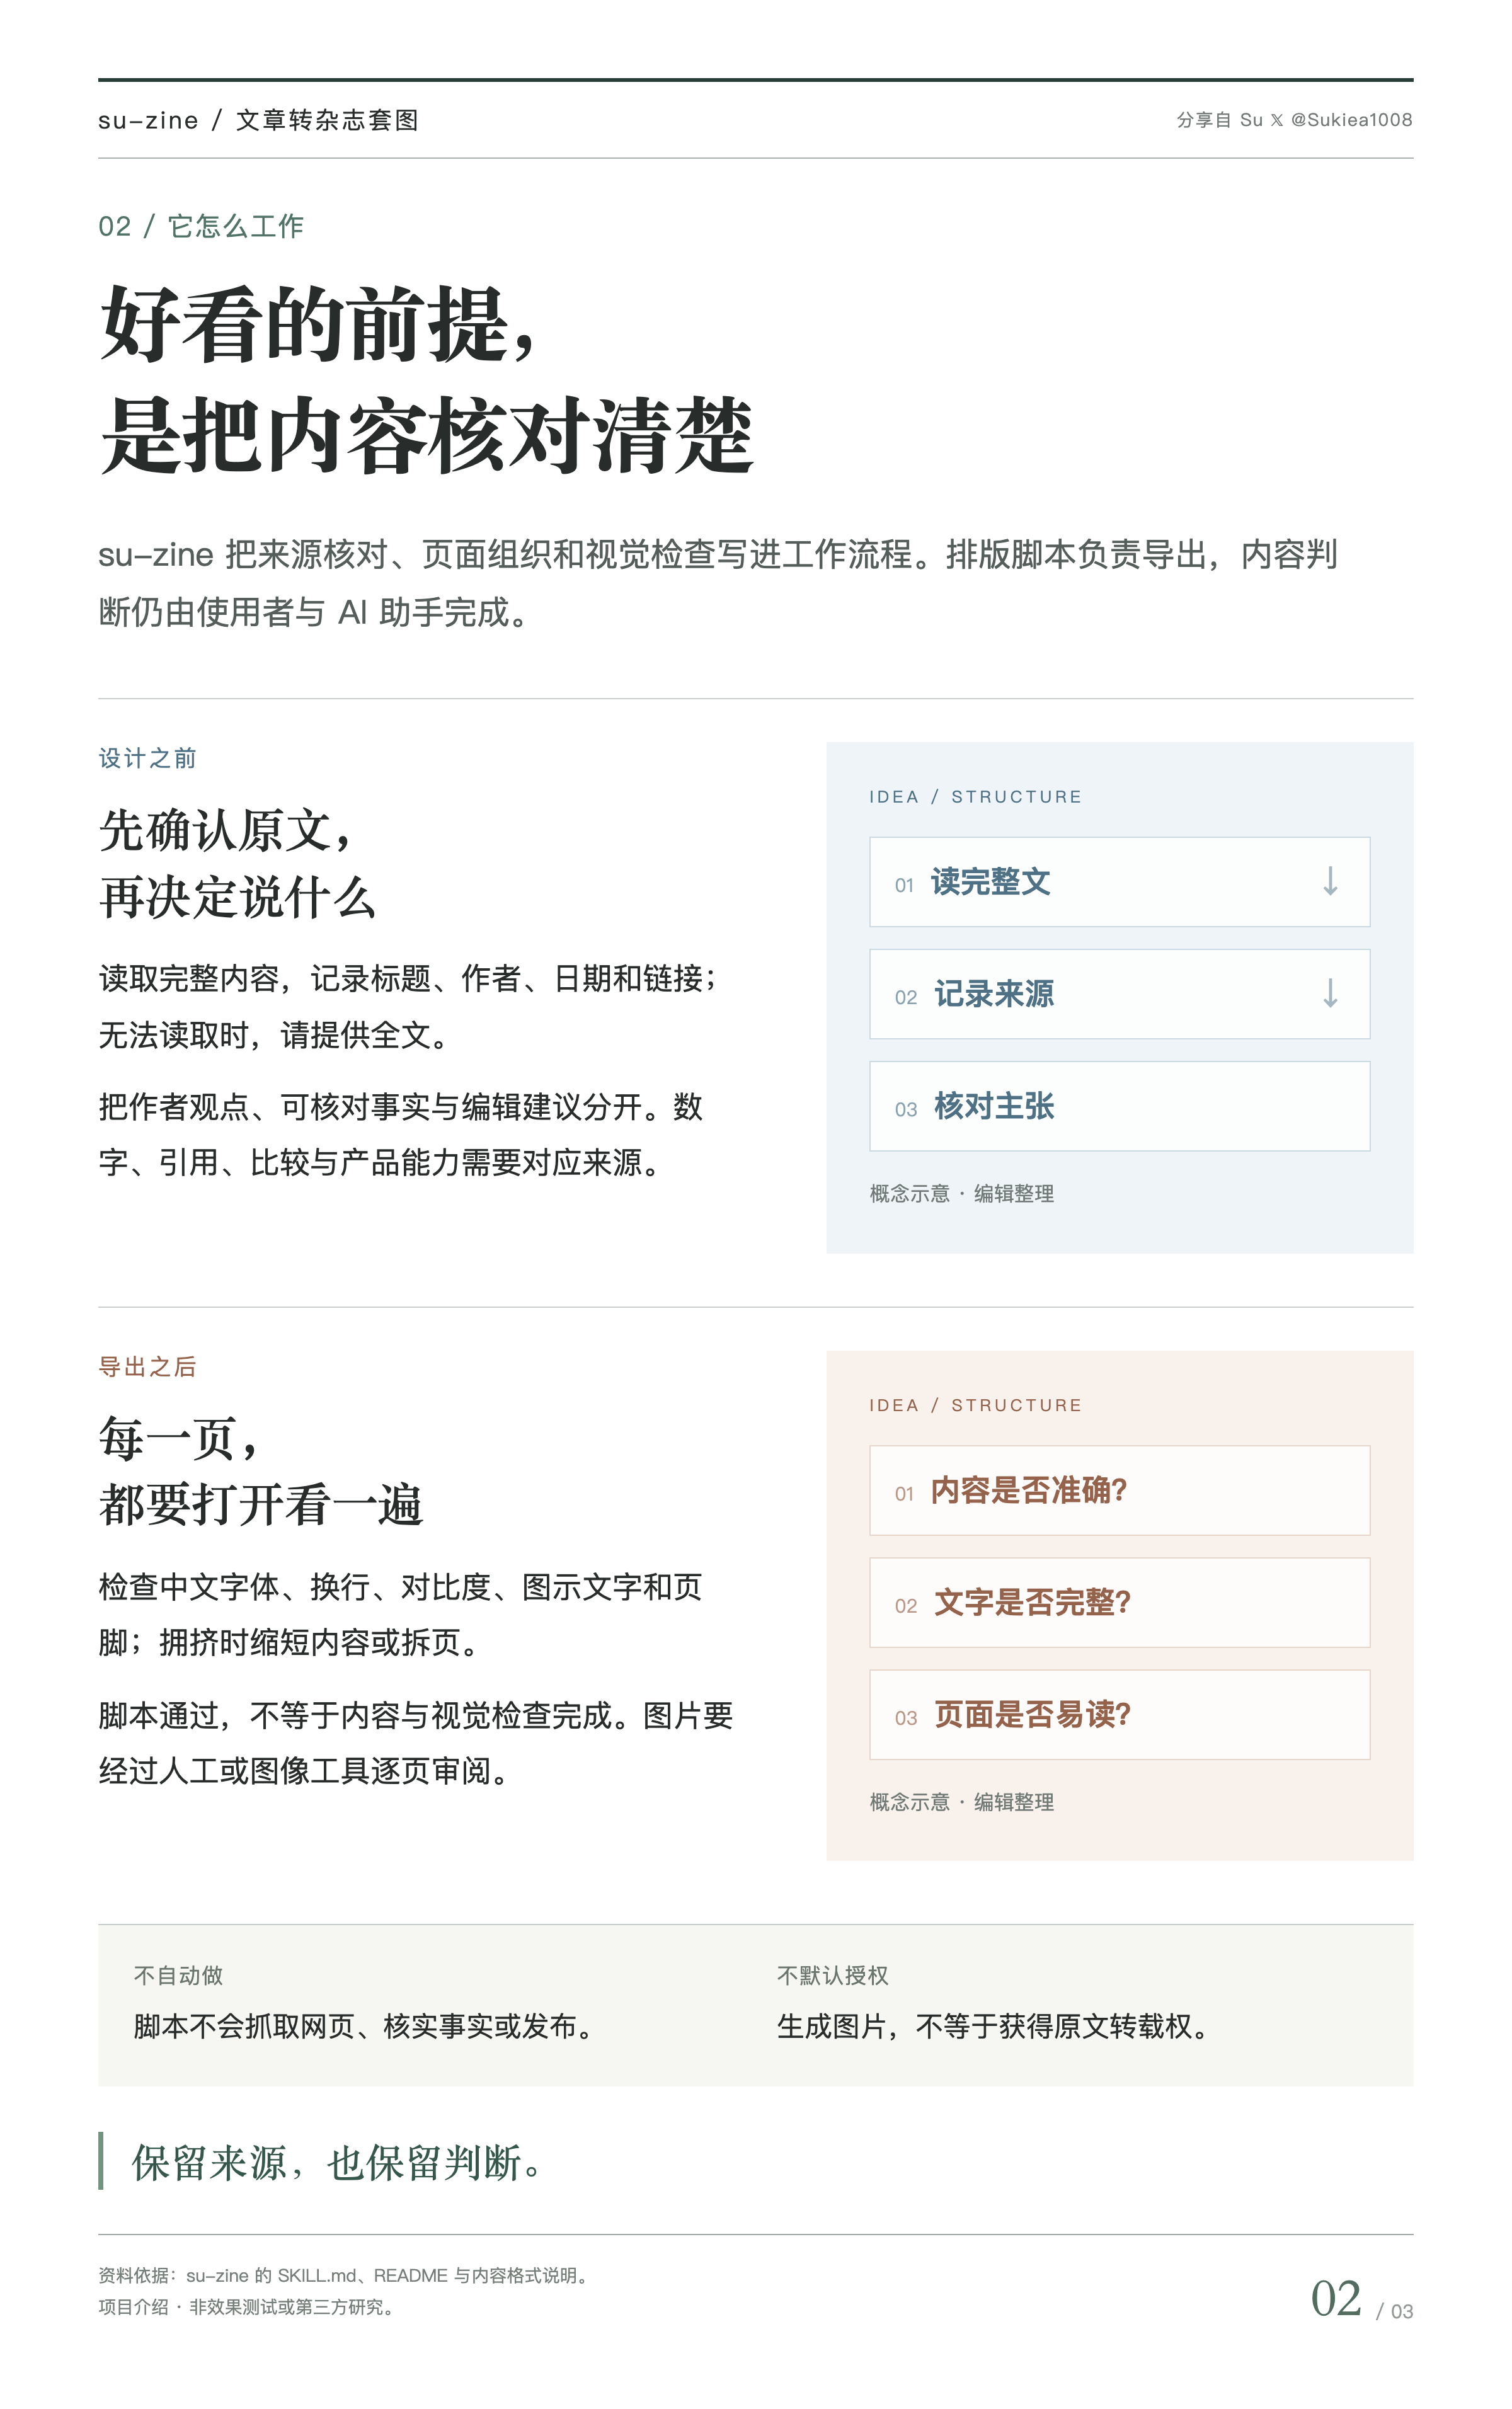 su–zine / 文章转杂志套图
分享自 Su 𝕏 @Sukiea1008
02 / 它怎么工作
好看的前提，
是把内容核对清楚
su–zine 把来源核对、页面组织和视觉检查写进工作流程。排版脚本负责导出，内容判
断仍由使用者与 AI 助手完成。
设计之前
先确认原文，
再决定说什么
读取完整内容，记录标题、作者、日期和链接；
无法读取时，请提供全文。
把作者观点、可核对事实与编辑建议分开。数
字、引用、比较与产品能力需要对应来源。
IDEA / STRUCTURE
01 读完整文 ↓
02 记录来源 ↓
03 核对主张
概念示意 · 编辑整理
导出之后
每一页，
都要打开看一遍
检查中文字体、换行、对比度、图示文字和页
脚；拥挤时缩短内容或拆页。
脚本通过，不等于内容与视觉检查完成。图片要
经过人工或图像工具逐页审阅。
IDEA / STRUCTURE
01 内容是否准确？
02 文字是否完整？
03 页面是否易读？
概念示意 · 编辑整理
不自动做
脚本不会抓取网页、核实事实或发布。
不默认授权
生成图片，不等于获得原文转载权。
保留来源，也保留判断。
资料依据：su–zine 的 SKILL.md、README 与内容格式说明。
项目介绍 · 非效果测试或第三方研究。
02 / 03